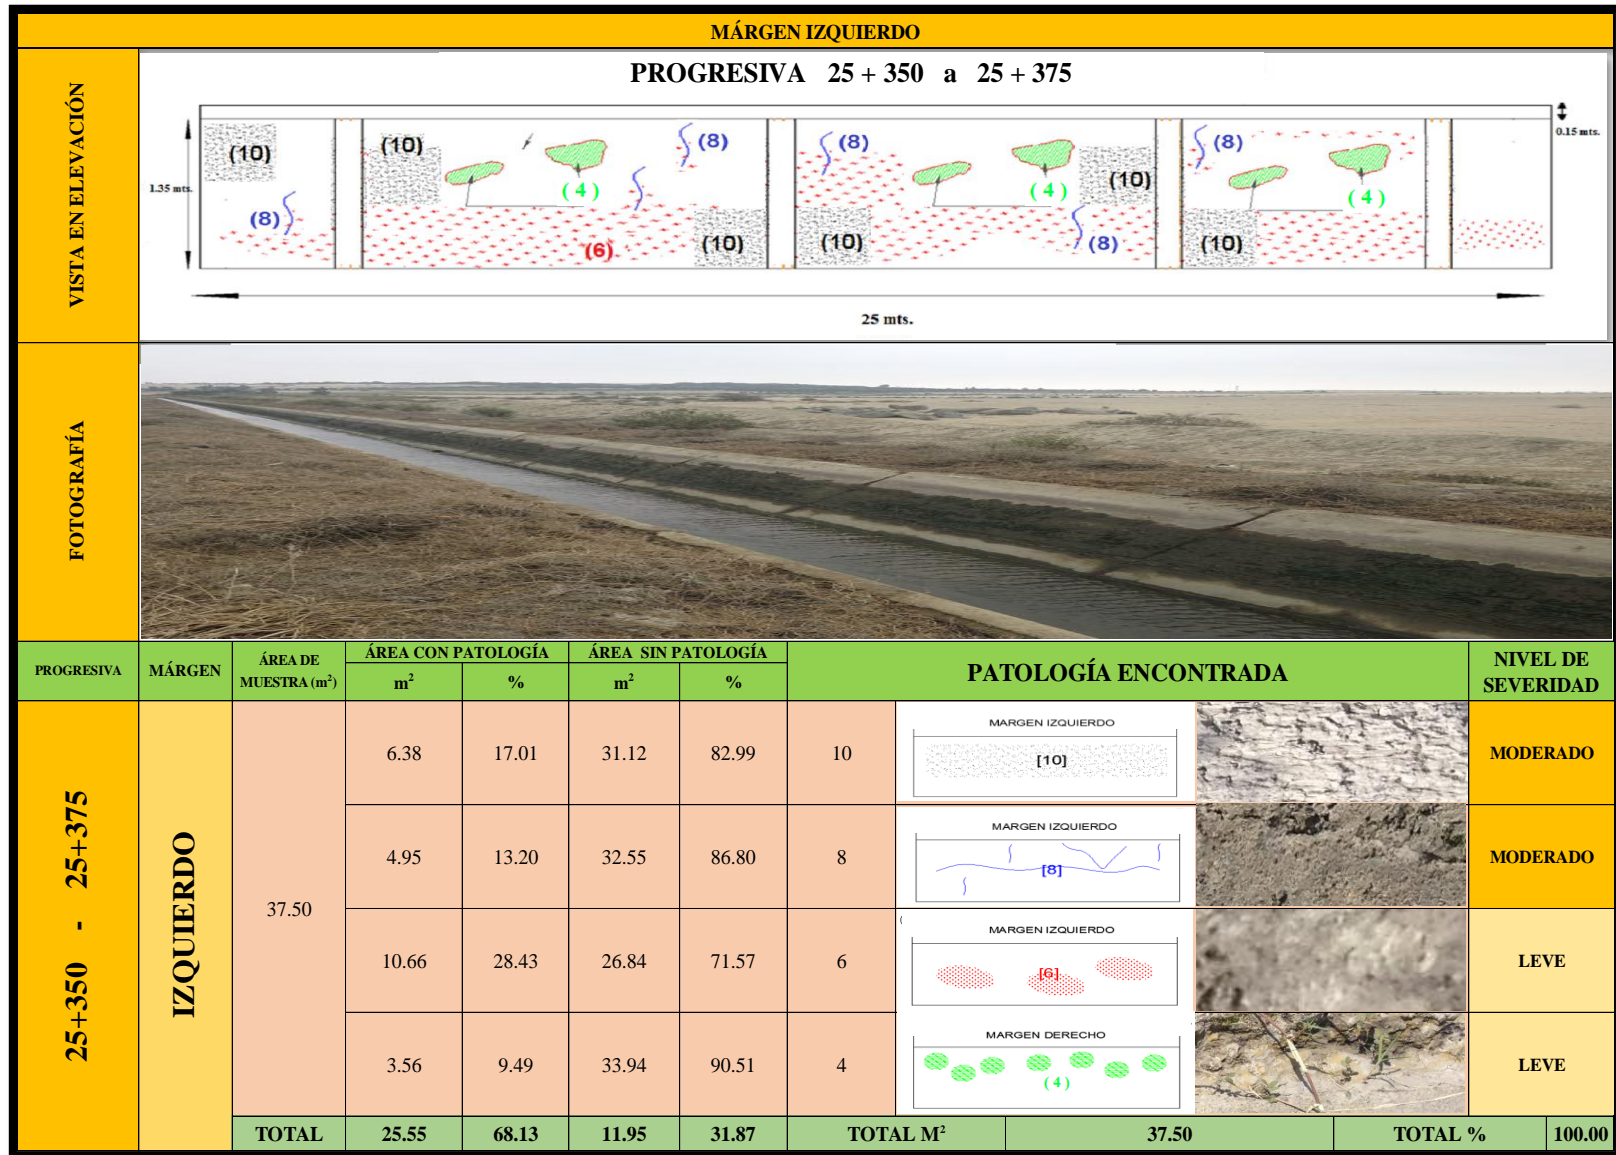 MÁRGEN IZQUIERDO
VISTA EN ELEVACIÓN
PROGRESIVA 25 + 350 a 25 + 375
0.15 mts.
1.35 mts.
(10)
(8)
(10)
(4)
(8)
(6)
(10)
(8)
(10)
(4)
(10)
(8)
(8)
(4)
(10)
25 mts.
FOTOGRAFÍA
PROGRESIVA
MÁRGEN
ÁREA DE MUESTRA (m²)
ÁREA CON PATOLOGÍA
m²
%
ÁREA SIN PATOLOGÍA
m²
%
PATOLOGÍA ENCONTRADA
NIVEL DE SEVERIDAD
25+350 - 25+375
IZQUIERDO
37.50
6.38 17.01 31.12 82.99 10
MARGEN IZQUIERDO
[10]
MODERADO
4.95 13.20 32.55 86.80 8
MARGEN IZQUIERDO
[8]
MODERADO
10.66 28.43 26.84 71.57 6
(
MARGEN IZQUIERDO
[6]
LEVE
3.56 9.49 33.94 90.51 4
MARGEN DERECHO
(4)
LEVE
TOTAL 25.55 68.13 11.95 31.87 TOTAL M² 37.50 TOTAL % 100.00